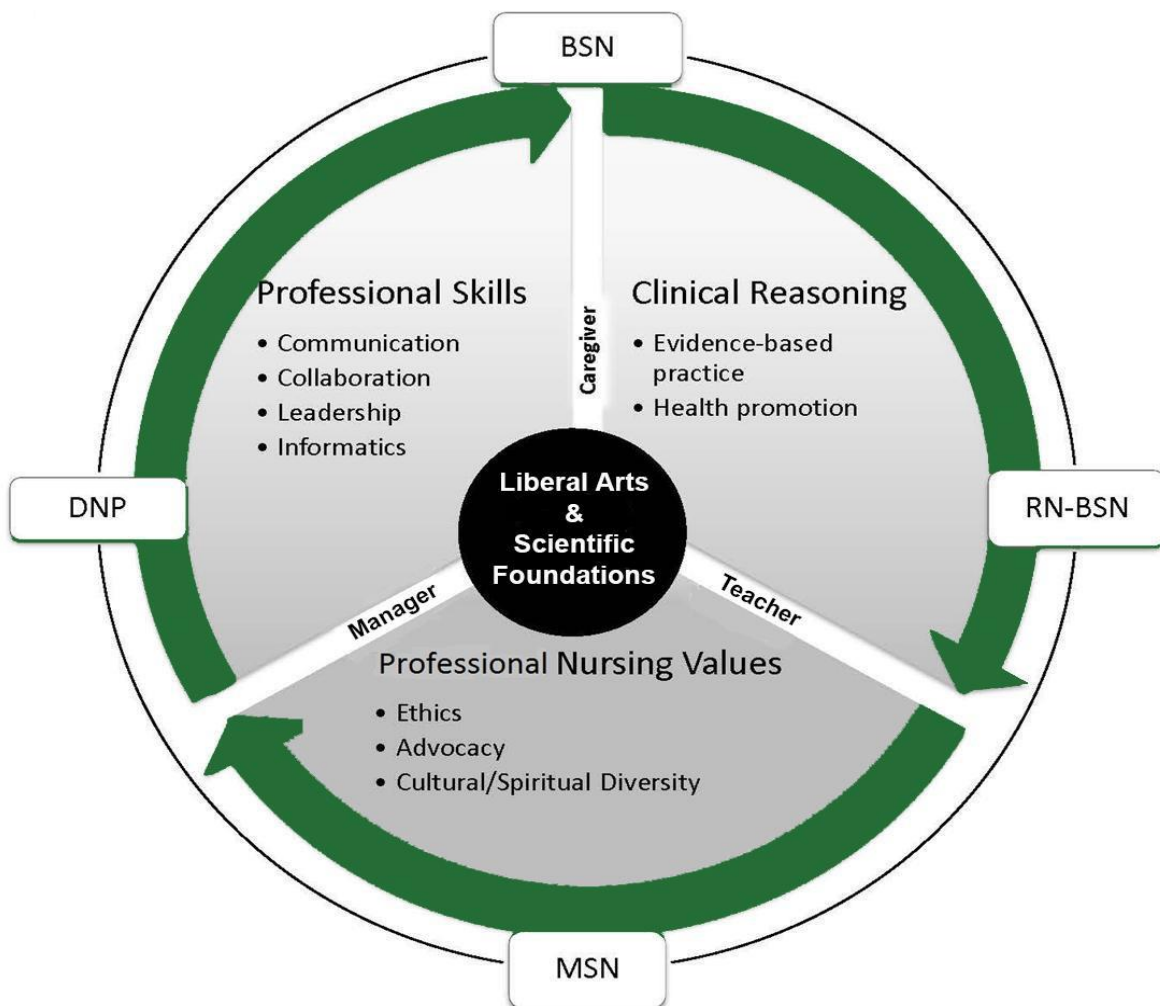 BSN
Professional Skills
• Communication
• Collaboration
• Leadership
• Informatics
Caregiver
Clinical Reasoning
• Evidence-based
practice
• Health promotion
DNP
Liberal Arts
&
Scientific
Foundations
RN-BSN
Manager
Teacher
Professional Nursing Values
• Ethics
• Advocacy
• Cultural/Spiritual Diversity
MSN